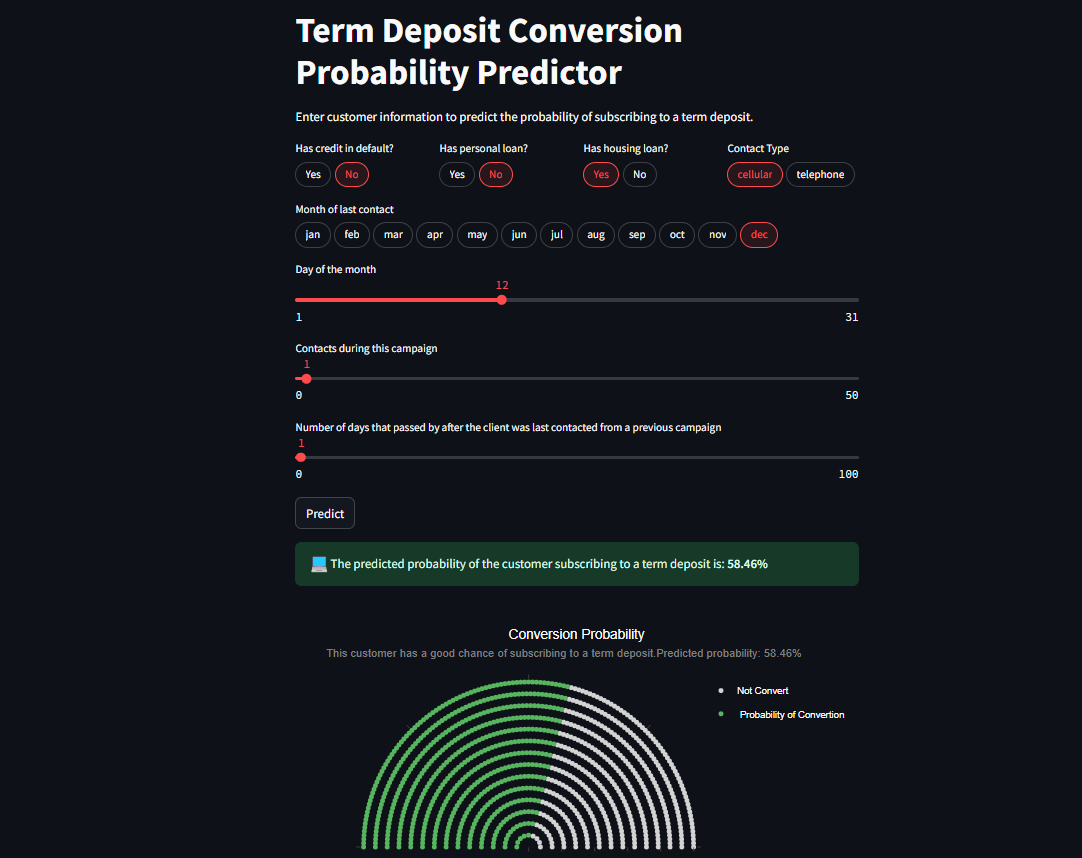 Term Deposit Conversion
Probability Predictor
Enter customer information to predict the probability of subscribing to a term deposit.
Has credit in default? Has personal loan? Has housing loan? Contact Type
Yes No Yes No Yes No cellular telephone
Month of last contact
jan feb mar apr may jun jul aug sep oct nov dec
Day of the month
12
1 31
Contacts during this campaign
1
0 50
Number of days that passed by after the client was last contacted from a previous campaign
1
0 100
Predict
The predicted probability of the customer subscribing to a term deposit is: 58.46%
Conversion Probability
This customer has a good chance of subscribing to a term deposit.Predicted probability: 58.46%
Not Convert
Probability of Convertion